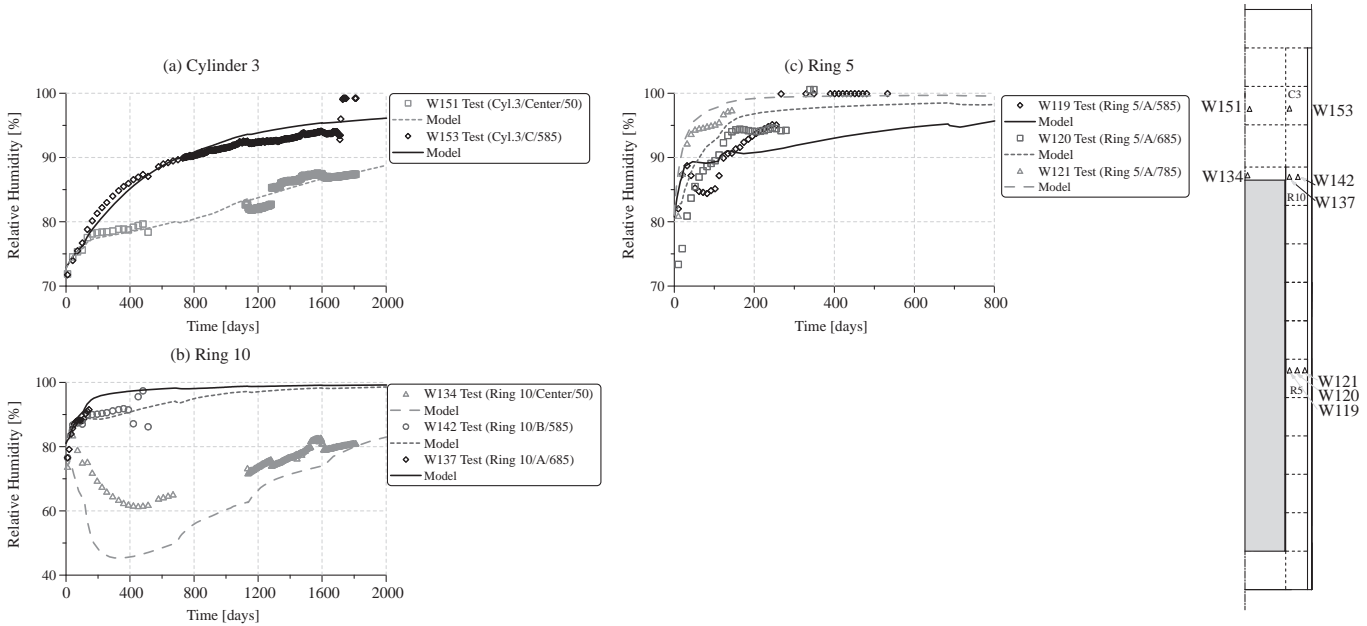 (a) Cylinder 3
Relative Humidity [%]
100
90
80
70
0
400
800
1200
1600
2000
Time [days]
W151 Test (Cyl.3/Center/50)
Model
W153 Test (Cyl.3/C/585)
Model
(b) Ring 10
Relative Humidity [%]
100
80
60
40
0
400
800
1200
1600
2000
Time [days]
W134 Test (Ring 10/Center/50)
Model
W142 Test (Ring 10/B/585)
Model
W137 Test (Ring 10/A/685)
Model
(c) Ring 5
Relative Humidity [%]
100
90
80
70
0
200
400
600
800
Time [days]
W119 Test (Ring 5/A/585)
Model
W120 Test (Ring 5/A/685)
Model
W121 Test (Ring 5/A/785)
Model
C3
W151
W153
W134
W142
R10
W137
W121
R5
W120
W119